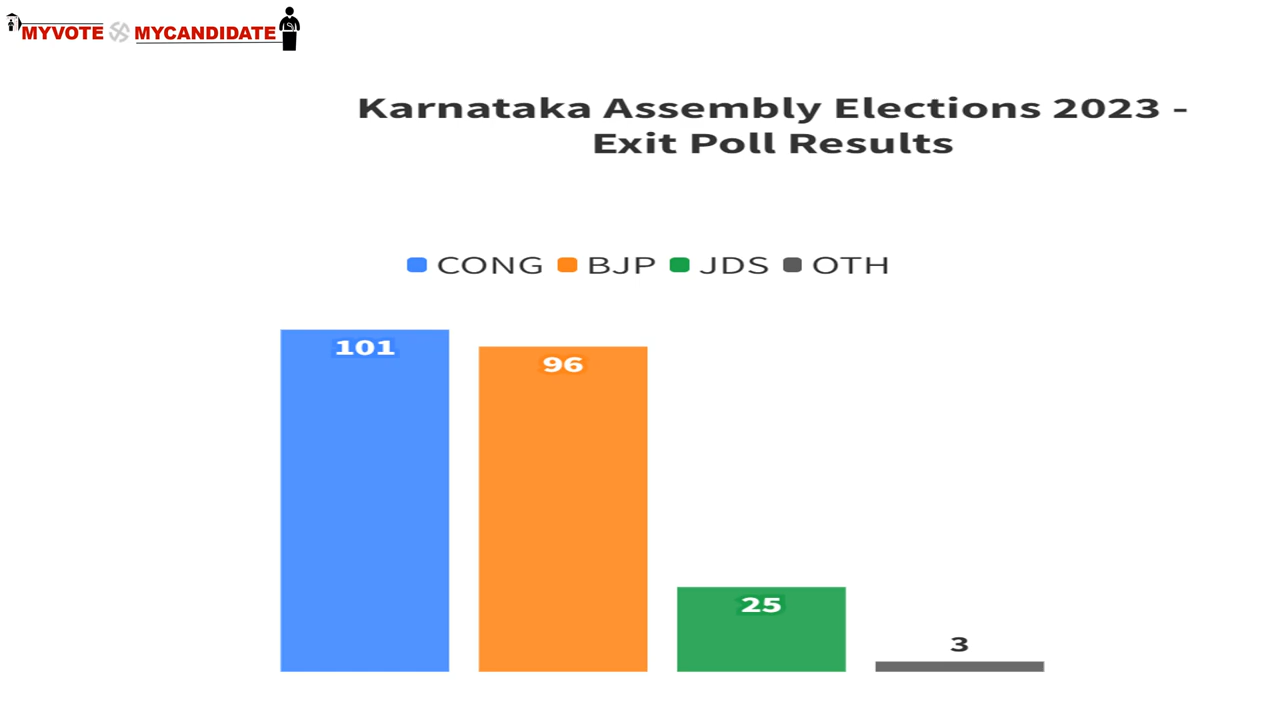 MYVOTE MYCANDIDATE
Karnataka Assembly Elections 2023 -
Exit Poll Results
CONG BJP JDS OTH
101
96
25
3